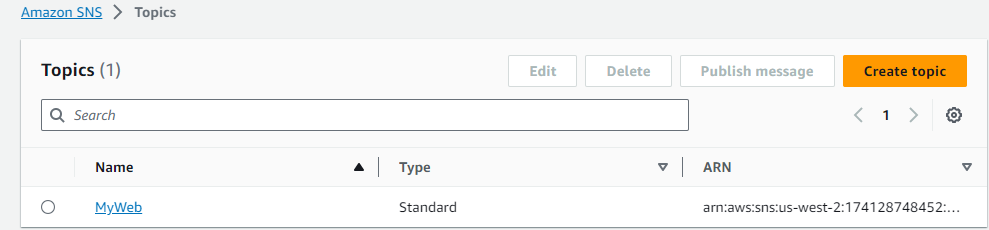 Amazon SNS > Topics
Topics (1) Edit Delete Publish message Create topic
Search < 1 >
Name Type ARN
MyWeb Standard arn:aws:sns:us-west-2:174128748452:...